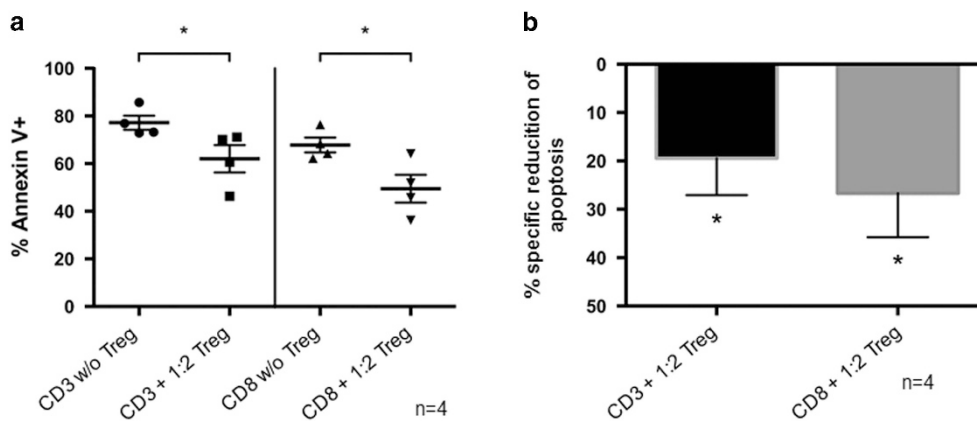 a
*
*
% Annexin V+
100
80
60
40
20
0
CD3 w/o Treg
CD3 + 1:2 Treg
CD8 w/o Treg
CD8 + 1:2 Treg
n=4
b
% specific reducition of
apoptosis
0
10
20
30
40
50
*
*
CD3 + 1:2 Treg
CD8 + 1:2 Treg
n=4